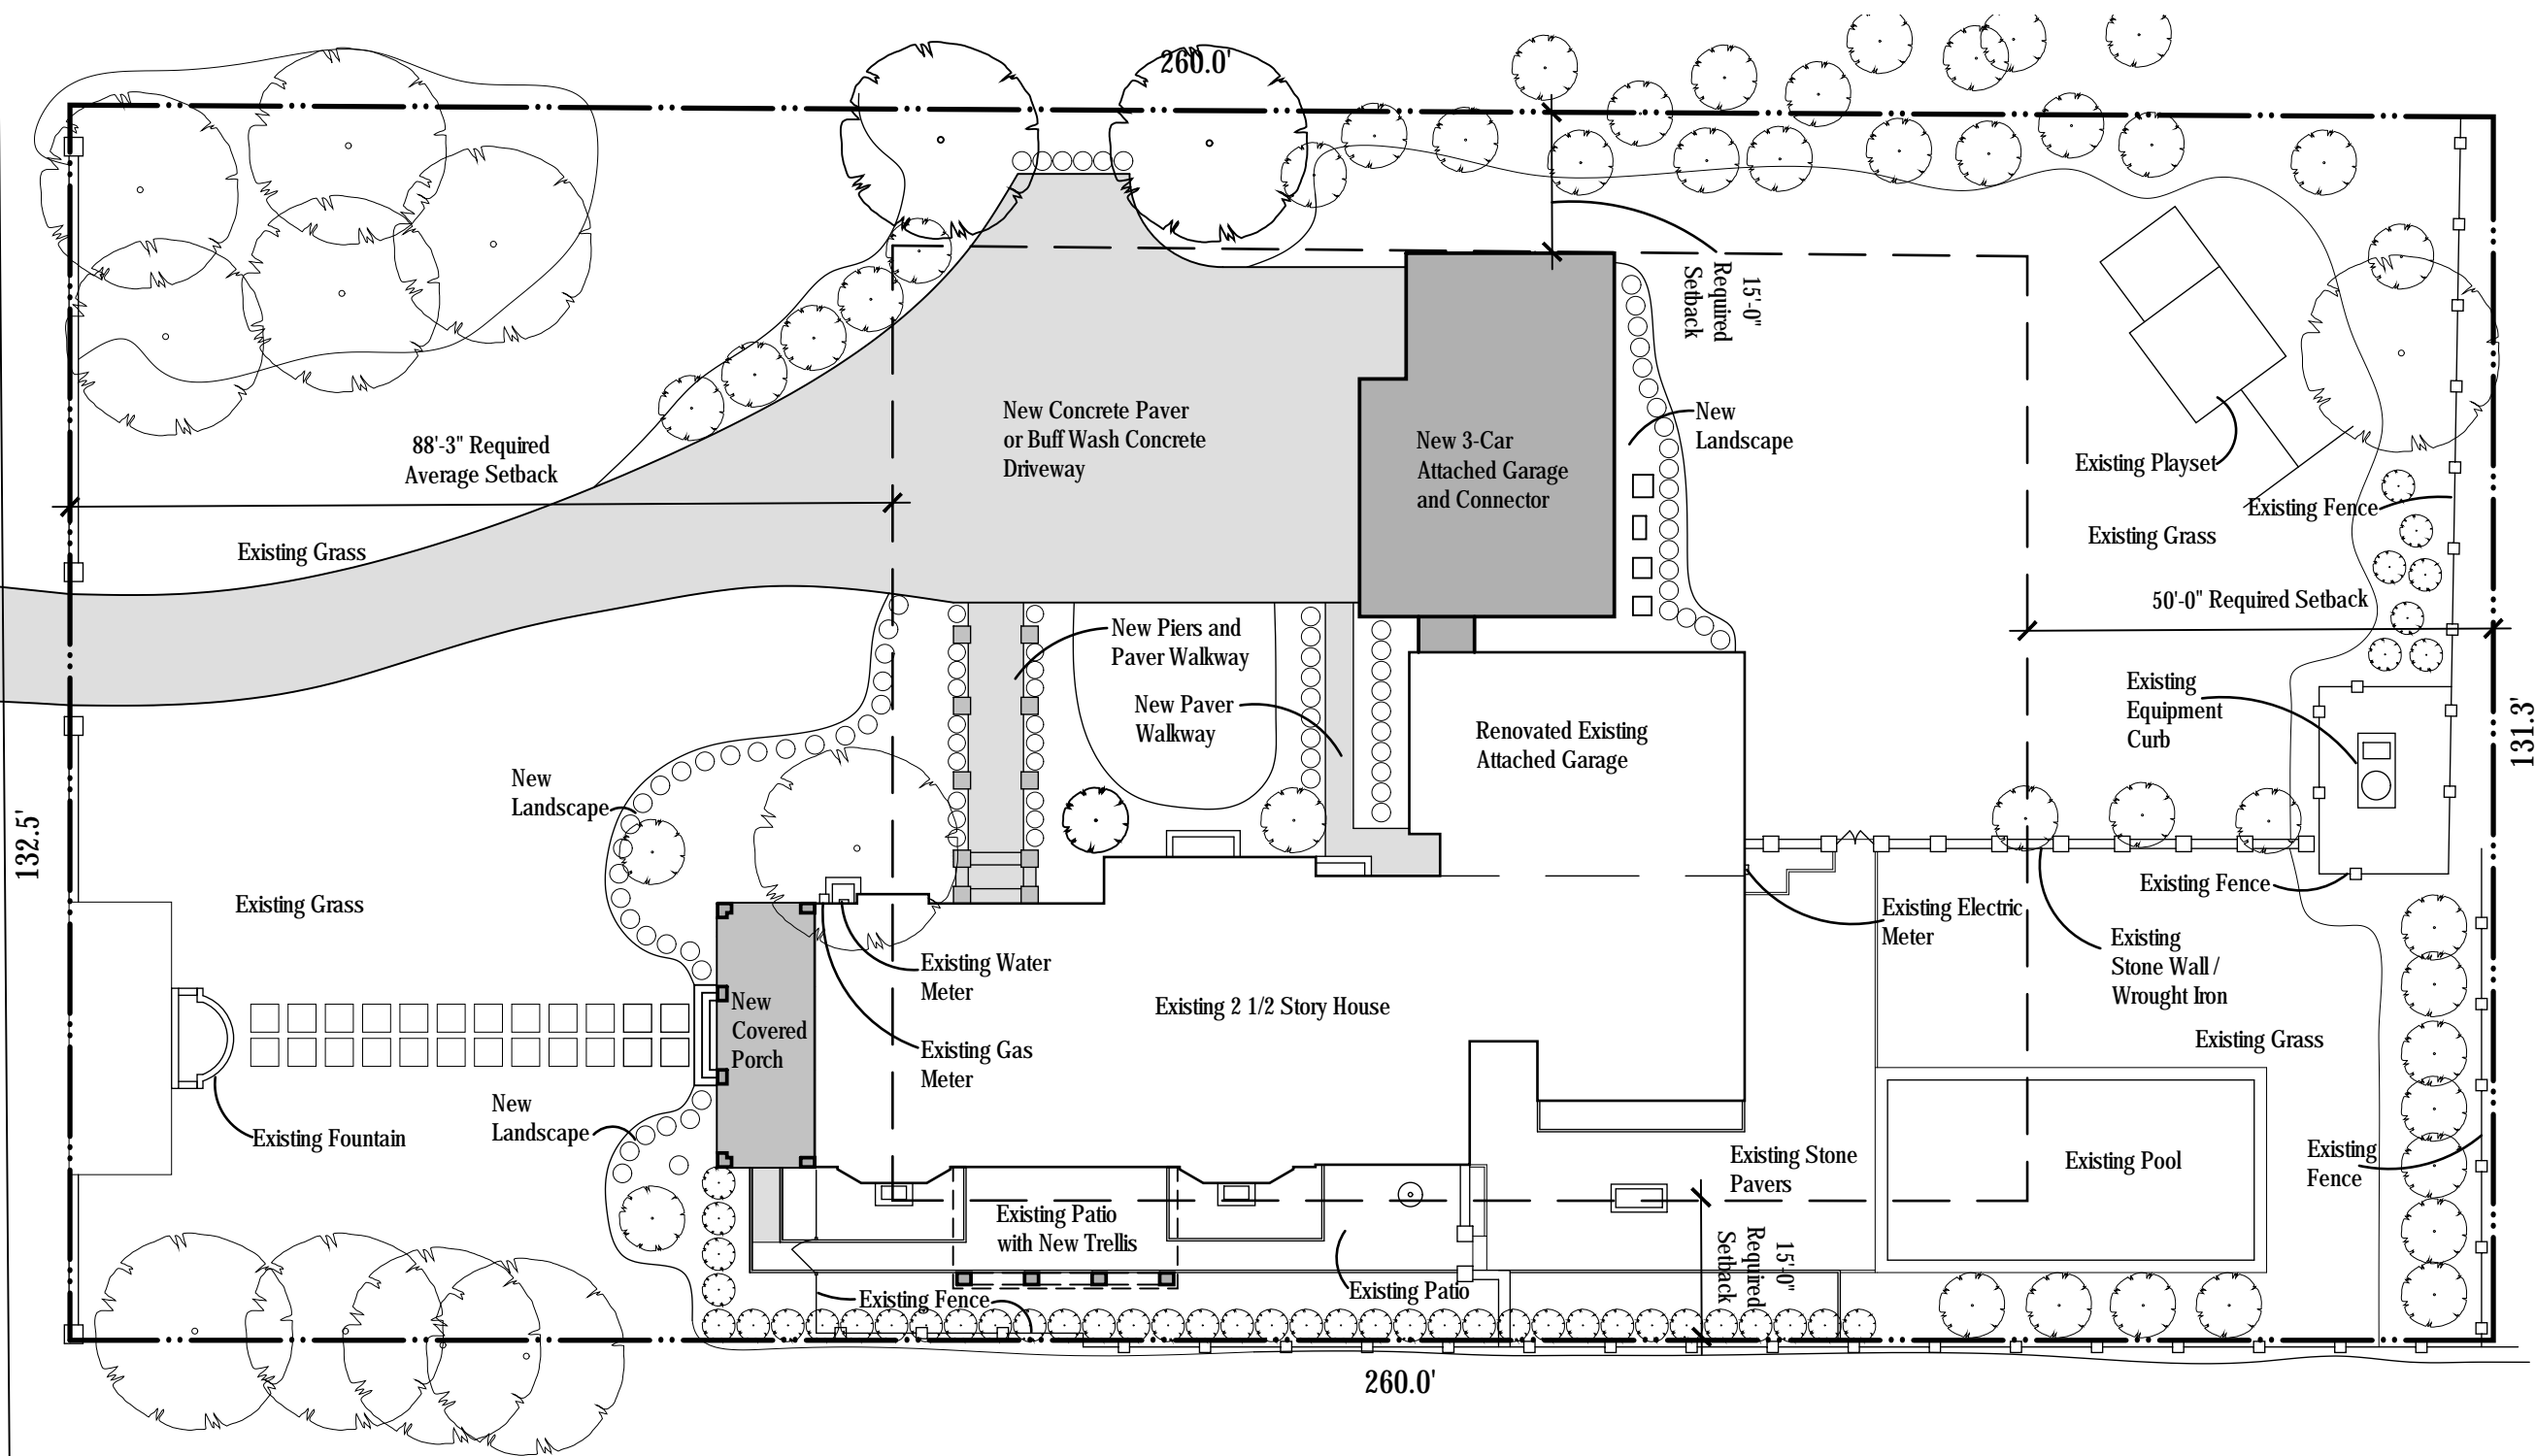 260.0'
15'-0"
Required
Setback
88'-3" Required
Average Setback
New Concrete Paver
or Buff Wash Concrete
Driveway
New 3-Car
Attached Garage
and Connector
New
Landscape
Existing Playset
Existing Fence
Existing Grass
Existing Grass
50'-0" Required Setback
New Piers and
Paver Walkway
New Paver
Walkway
Renovated Existing
Attached Garage
Existing
Equipment
Curb
131.3'
132.5'
New
Landscape
Existing Grass
Existing Fence
Existing Electric
Meter
Existing
Stone Wall /
Wrought Iron
Existing Water
Meter
New
Covered
Porch
Existing 2 1/2 Story House
Existing Gas
Meter
Existing Grass
New
Landscape
Existing Fountain
Existing Stone
Pavers
Existing Pool
Existing
Fence
Existing Patio
with New Trellis
15'-0"
Required
Setback
Existing Fence
Existing Patio
260.0'